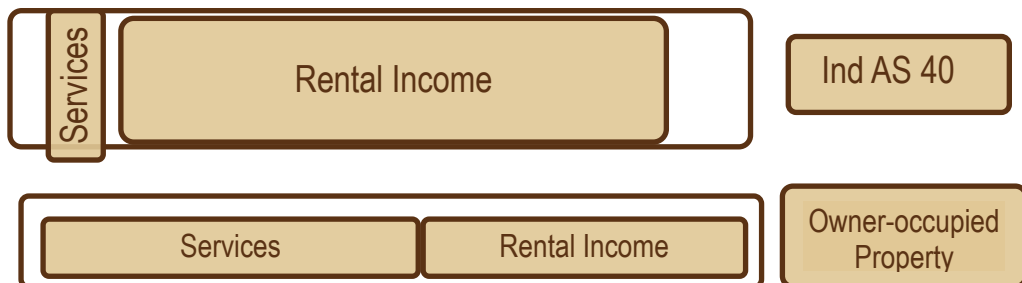 Services
Rental Income
Ind AS 40
Services
Rental Income
Owner-occupied
Property